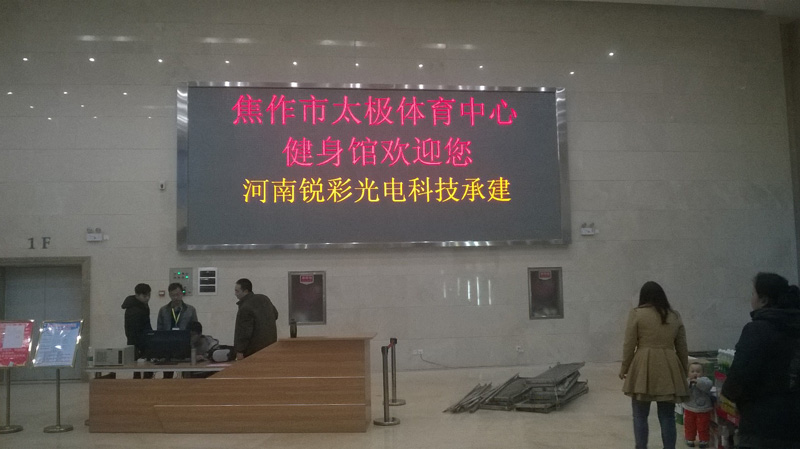 焦作市太极体育中心
健身馆欢迎您
河南锐彩光电科技承建
1F